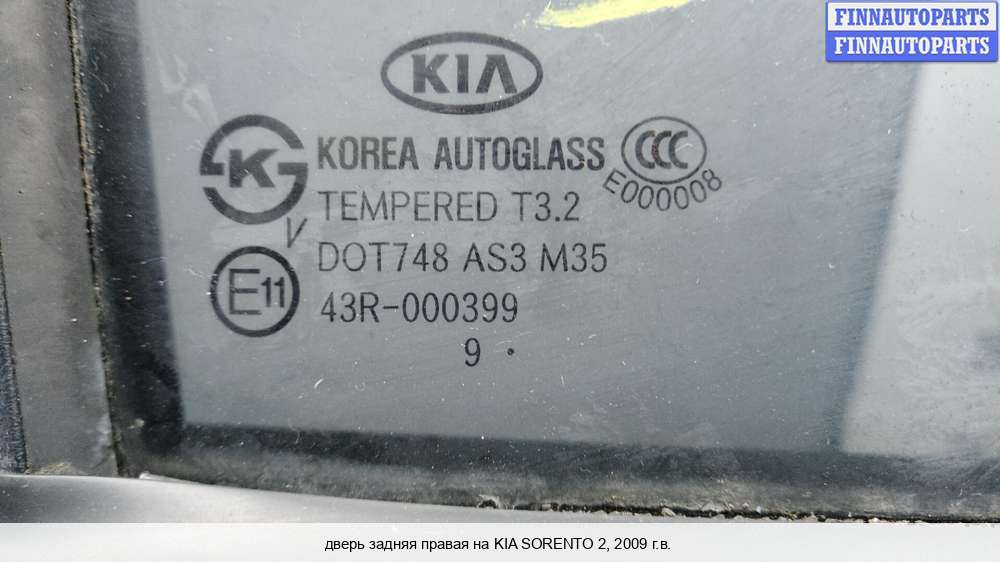 FINNAUTOPARTS
FINNAUTOPARTS
KIA
K
KOREA AUTOGLASS
CCC
E000008
TEMPERED T3.2
V
DOT748 AS3 M35
E11
43R-000399
9 .
дверь задняя правая на KIA SORENTO 2, 2009 г.в.